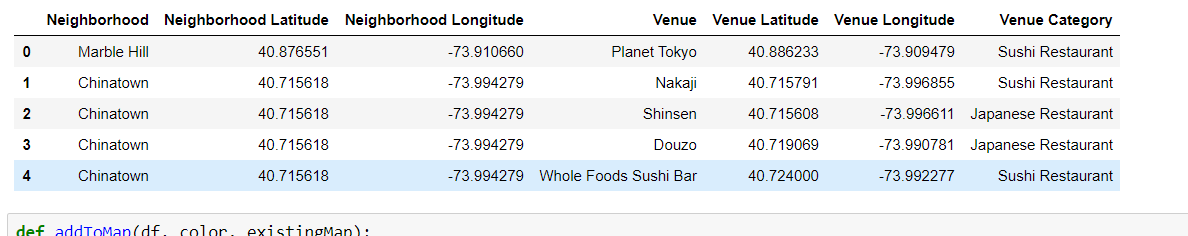 Neighborhood Neighborhood Latitude Neighborhood Longitude Venue Venue Latitude Venue Longitude Venue Category
0 Marble Hill 40.876551 -73.910660 Planet Tokyo 40.886233 -73.909479 Sushi Restaurant
1 Chinatown 40.715618 -73.994279 Nakaji 40.715791 -73.996855 Sushi Restaurant
2 Chinatown 40.715618 -73.994279 Shinsen 40.715608 -73.996611 Japanese Restaurant
3 Chinatown 40.715618 -73.994279 Douzo 40.719069 -73.990781 Japanese Restaurant
4 Chinatown 40.715618 -73.994279 Whole Foods Sushi Bar 40.724000 -73.992277 Sushi Restaurant
def addToMap(df, color, existingMap):